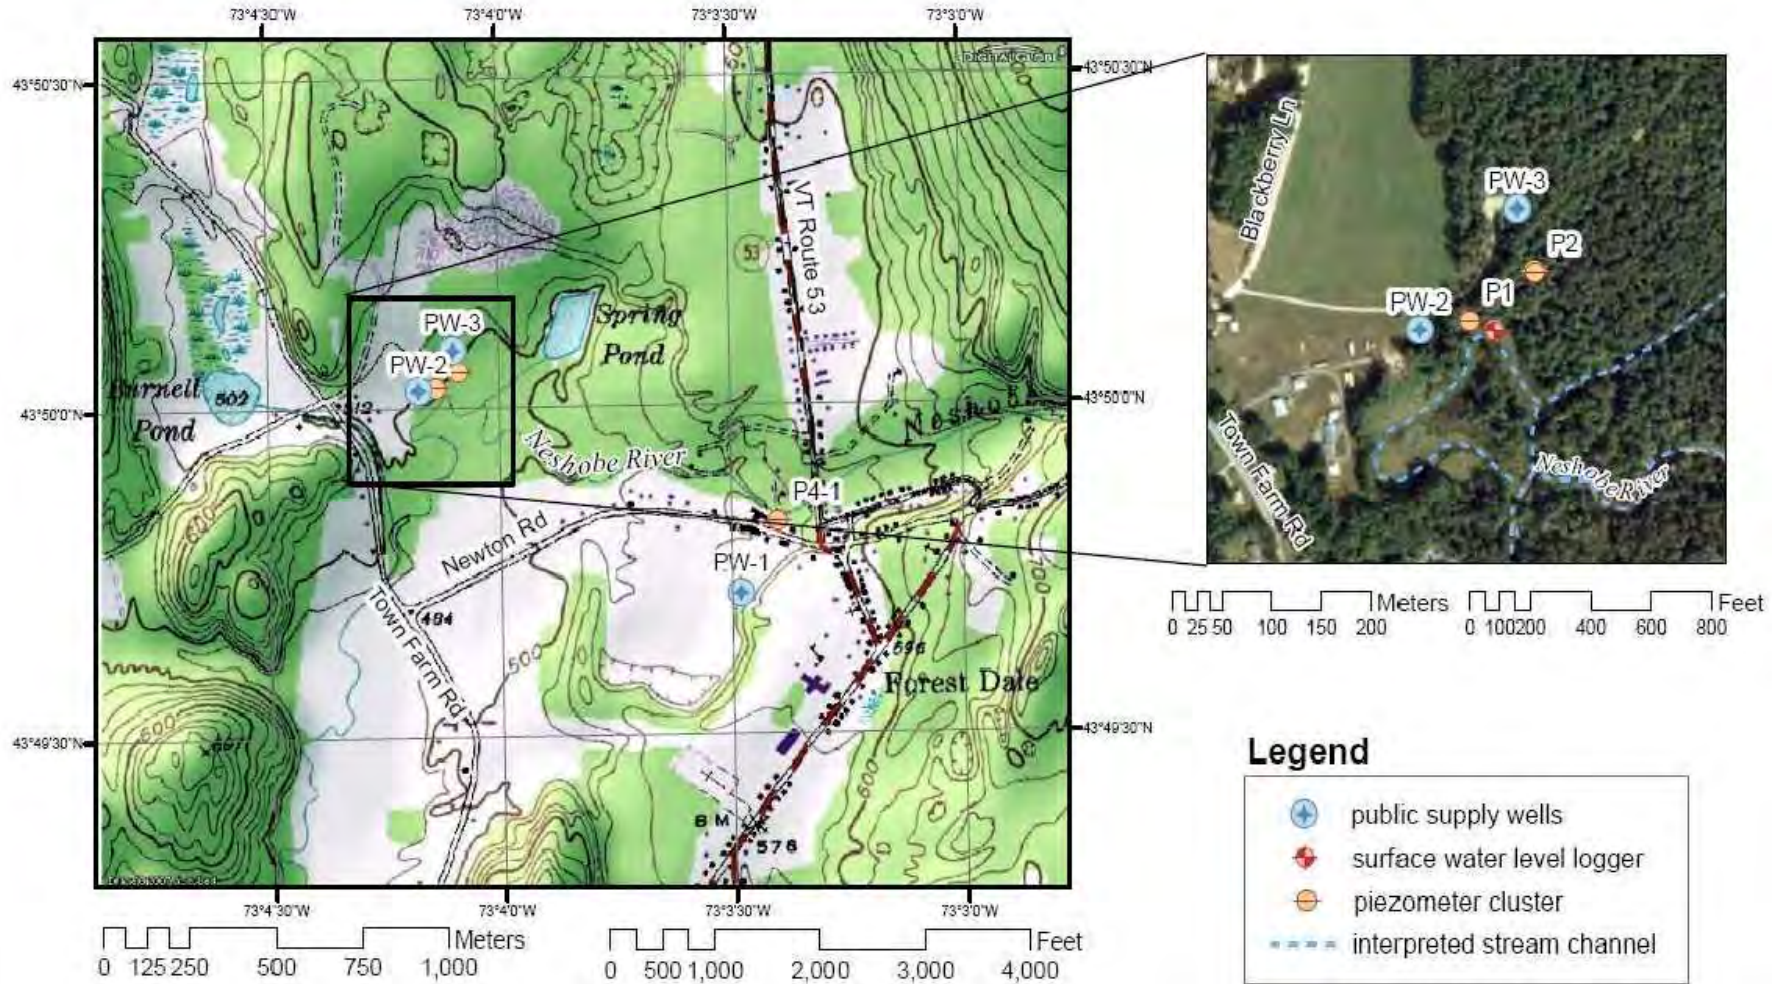 73°4'30"W 73°4'0"W 73°3'30"W 73°3'0"W
43°50'30"N
43°50'30"N
53
VT Route 53
Spring
Pond
PW-3
PW-2
502
512
Pond
43°50'0"N
43°50'0"N
Neshobe River
P4-1
PW-1
Newton Rd
Town Farm Rd
484
500
600
700
596
Forest Dale
600
600
43°49'30"N
43°49'30"N
BM
576
73°4'30"W 73°4'0"W 73°3'30"W 73°3'0"W
Meters
0 125 250 500 750 1,000
Feet
0 500 1,000 2,000 3,000 4,000
Blackberry Ln
PW-3
P2
P1
PW-2
Neshobe River
Town Farm Rd
Meters
0 25 50 100 150 200
Feet
0 100 200 400 600 800
Legend
public supply wells
surface water level logger
piezometer cluster
interpreted stream channel